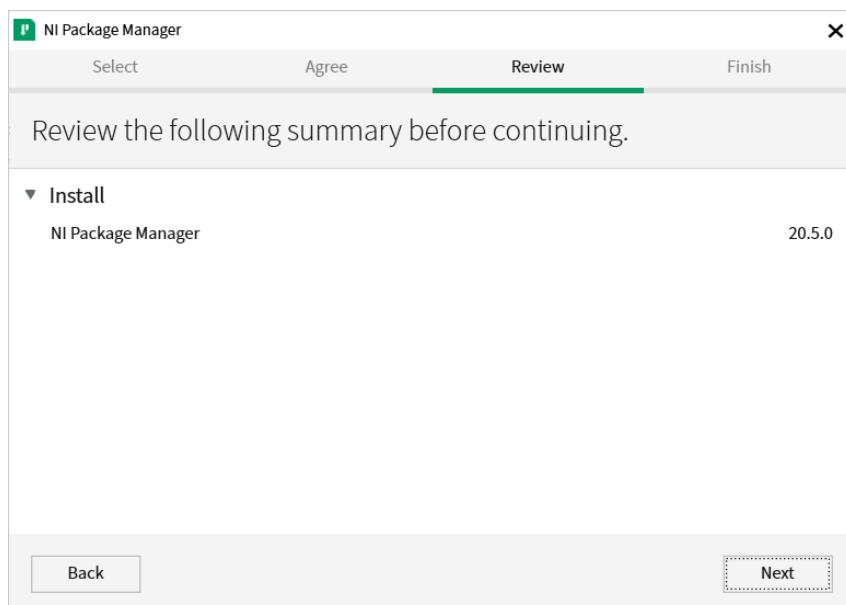 NI Package Manager
Select Agree Review Finish
Review the following summary before continuing.
Install
NI Package Manager 20.5.0
Back Next